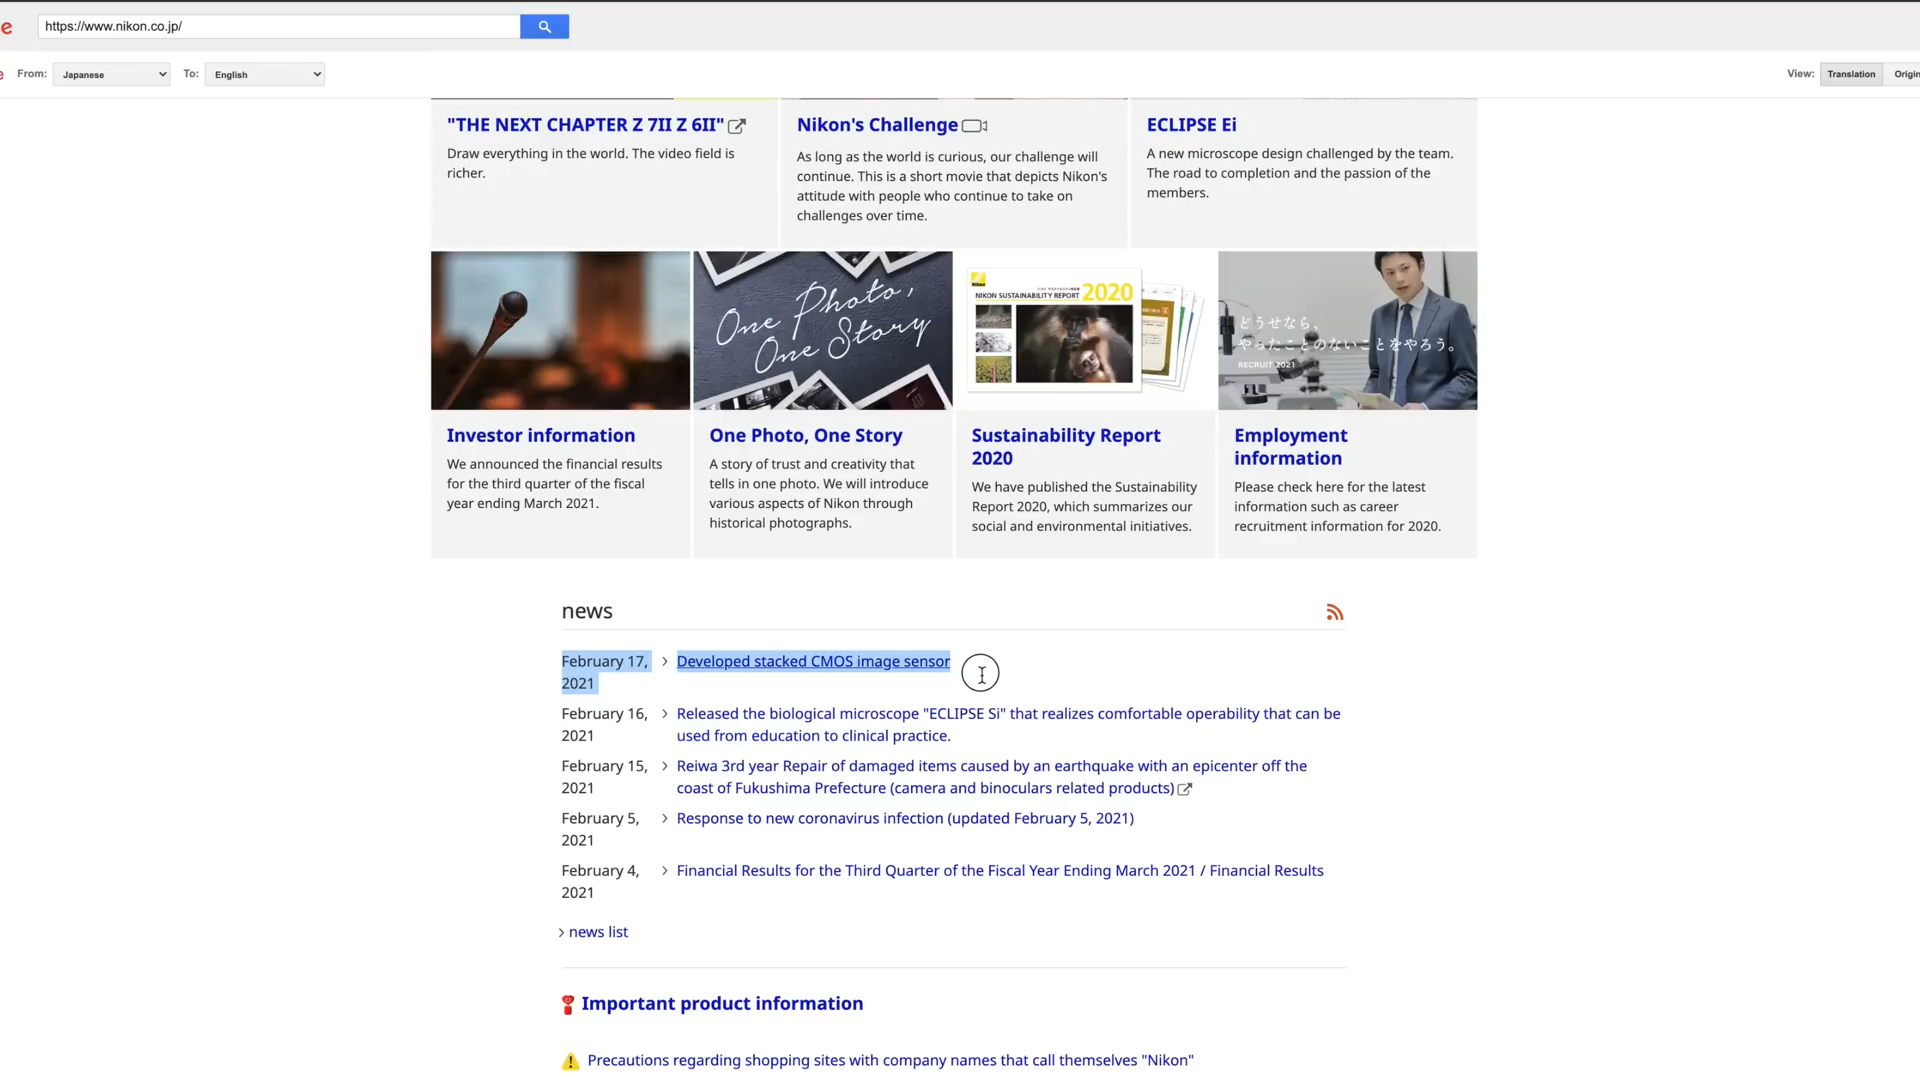 e
https://www.nikon.co.jp/
e From: Japanese To: English View: Translation Origin
"THE NEXT CHAPTER Z 7II Z 6II"
Draw everything in the world. The video field is
richer.
Nikon's Challenge
As long as the world is curious, our challenge will
continue. This is a short movie that depicts Nikon's
attitude with people who continue to take on
challenges over time.
ECLIPSE Ei
A new microscope design challenged by the team.
The road to completion and the passion of the
members.
One Photo,
One Story
Nikon
NIKON SUSTAINABILITY REPORT 2020
どうせなら、
やったことのないことをやろう。
RECRUIT 2021
Investor information
We announced the financial results
for the third quarter of the fiscal
year ending March 2021.
One Photo, One Story
A story of trust and creativity that
tells in one photo. We will introduce
various aspects of Nikon through
historical photographs.
Sustainability Report
2020
We have published the Sustainability
Report 2020, which summarizes our
social and environmental initiatives.
Employment
information
Please check here for the latest
information such as career
recruitment information for 2020.
news
February 17, > Developed stacked CMOS image sensor
2021
February 16, > Released the biological microscope "ECLIPSE Si" that realizes comfortable operability that can be
2021 used from education to clinical practice.
February 15, > Reiwa 3rd year Repair of damaged items caused by an earthquake with an epicenter off the
2021 coast of Fukushima Prefecture (camera and binoculars related products)
February 5, > Response to new coronavirus infection (updated February 5, 2021)
2021
February 4, > Financial Results for the Third Quarter of the Fiscal Year Ending March 2021 / Financial Results
2021
> news list
Important product information
Precautions regarding shopping sites with company names that call themselves "Nikon"